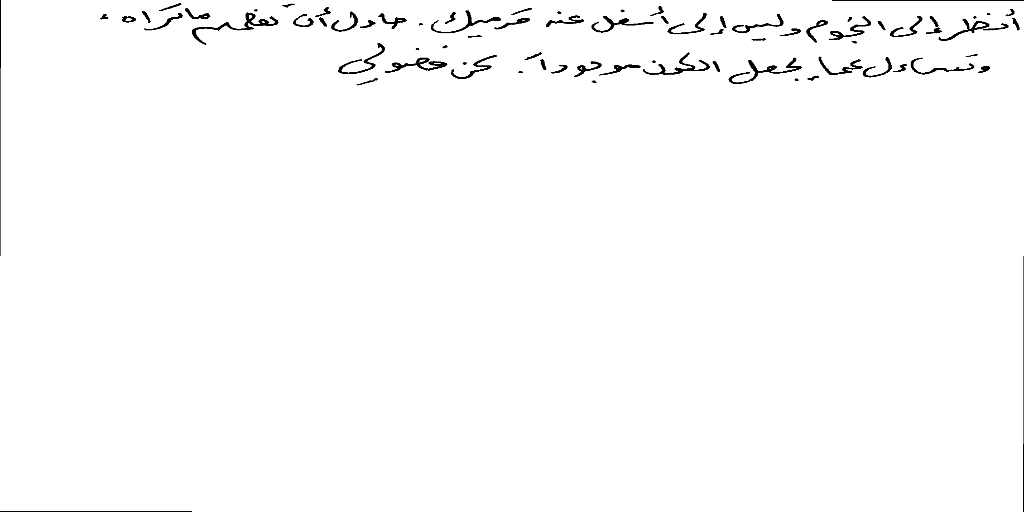 أنظر إلى النجوم وليس إلى أسفل عند قدميك. حاول أن تفهم ما تراه،
وتساءل عما يجعل الكون موجوداً. كن فضولي